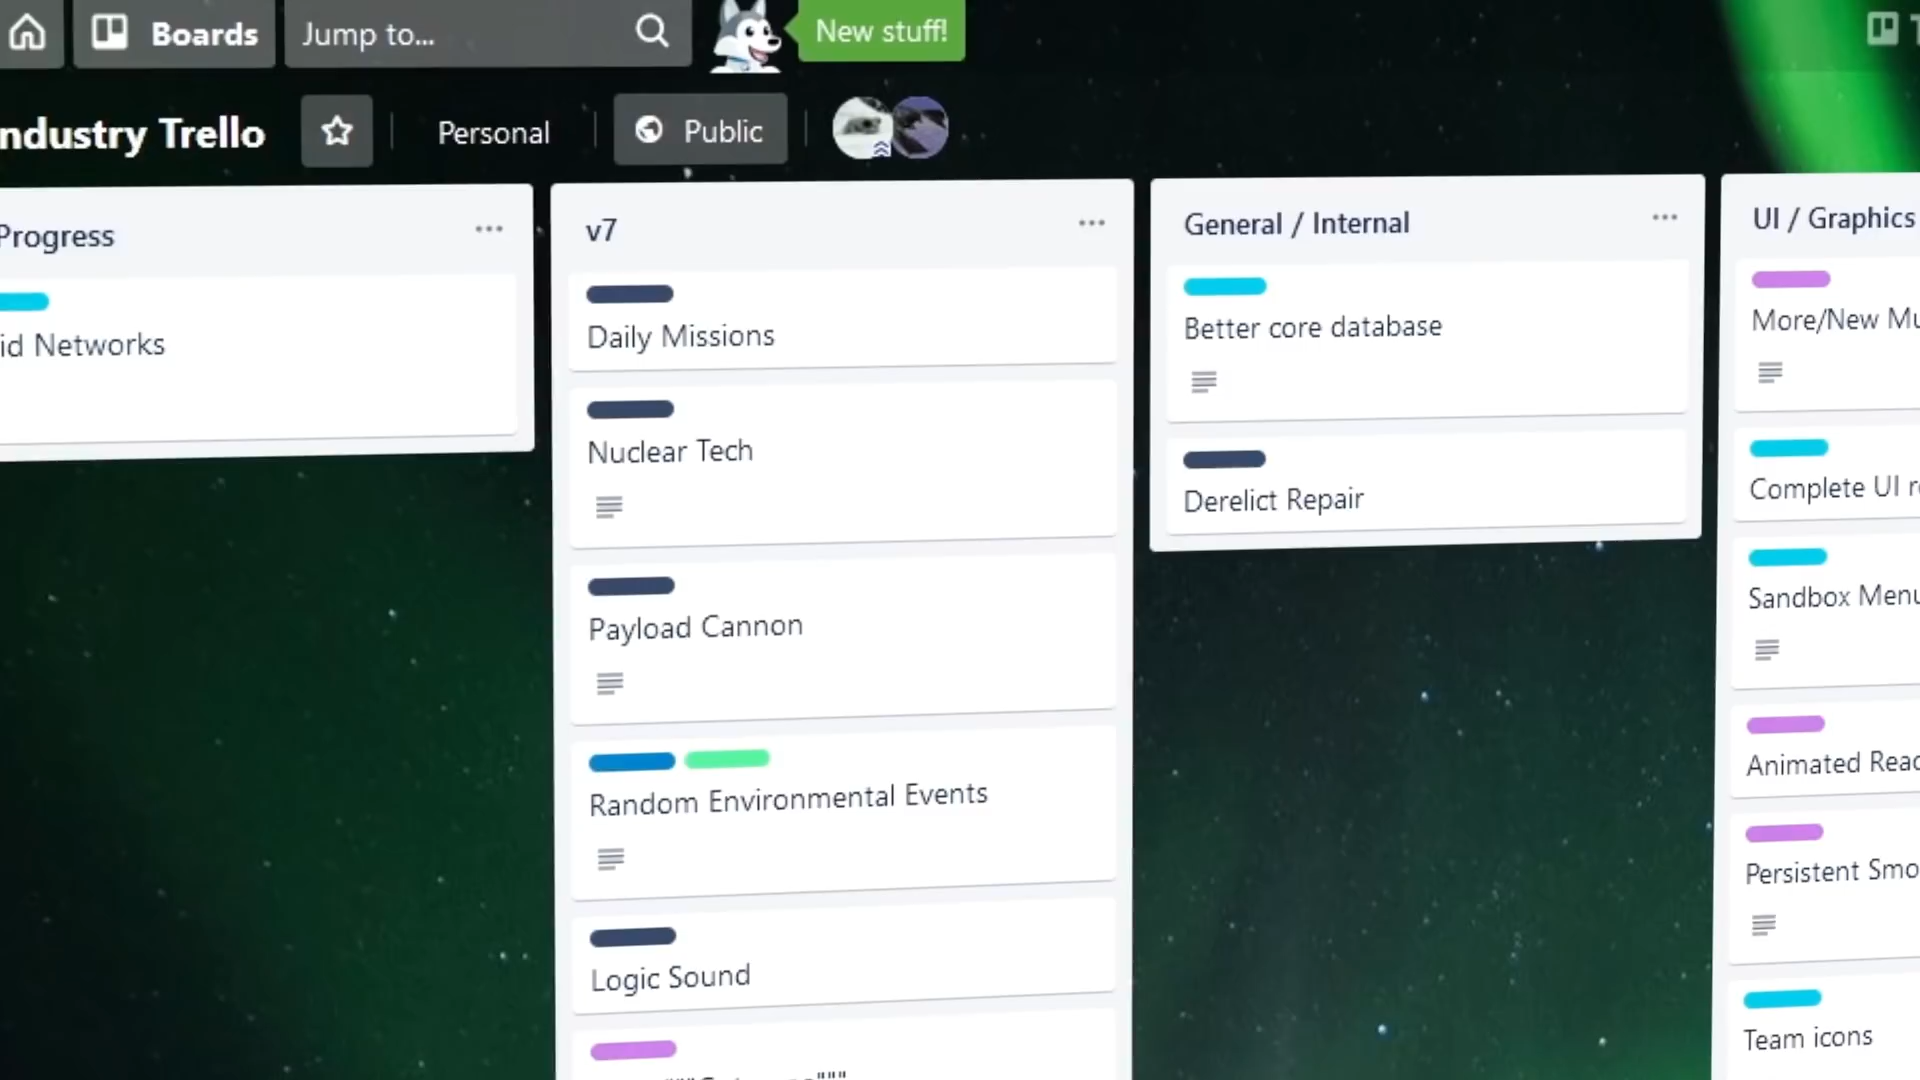 Boards
Jump to...
New stuff!
ndustry Trello
Personal
Public
Progress
id Networks
v7
Daily Missions
Nuclear Tech
Payload Cannon
Random Environmental Events
Logic Sound
General / Internal
Better core database
Derelict Repair
UI / Graphics
More/New Mu
Complete UI r
Sandbox Menu
Animated Reac
Persistent Smo
Team icons